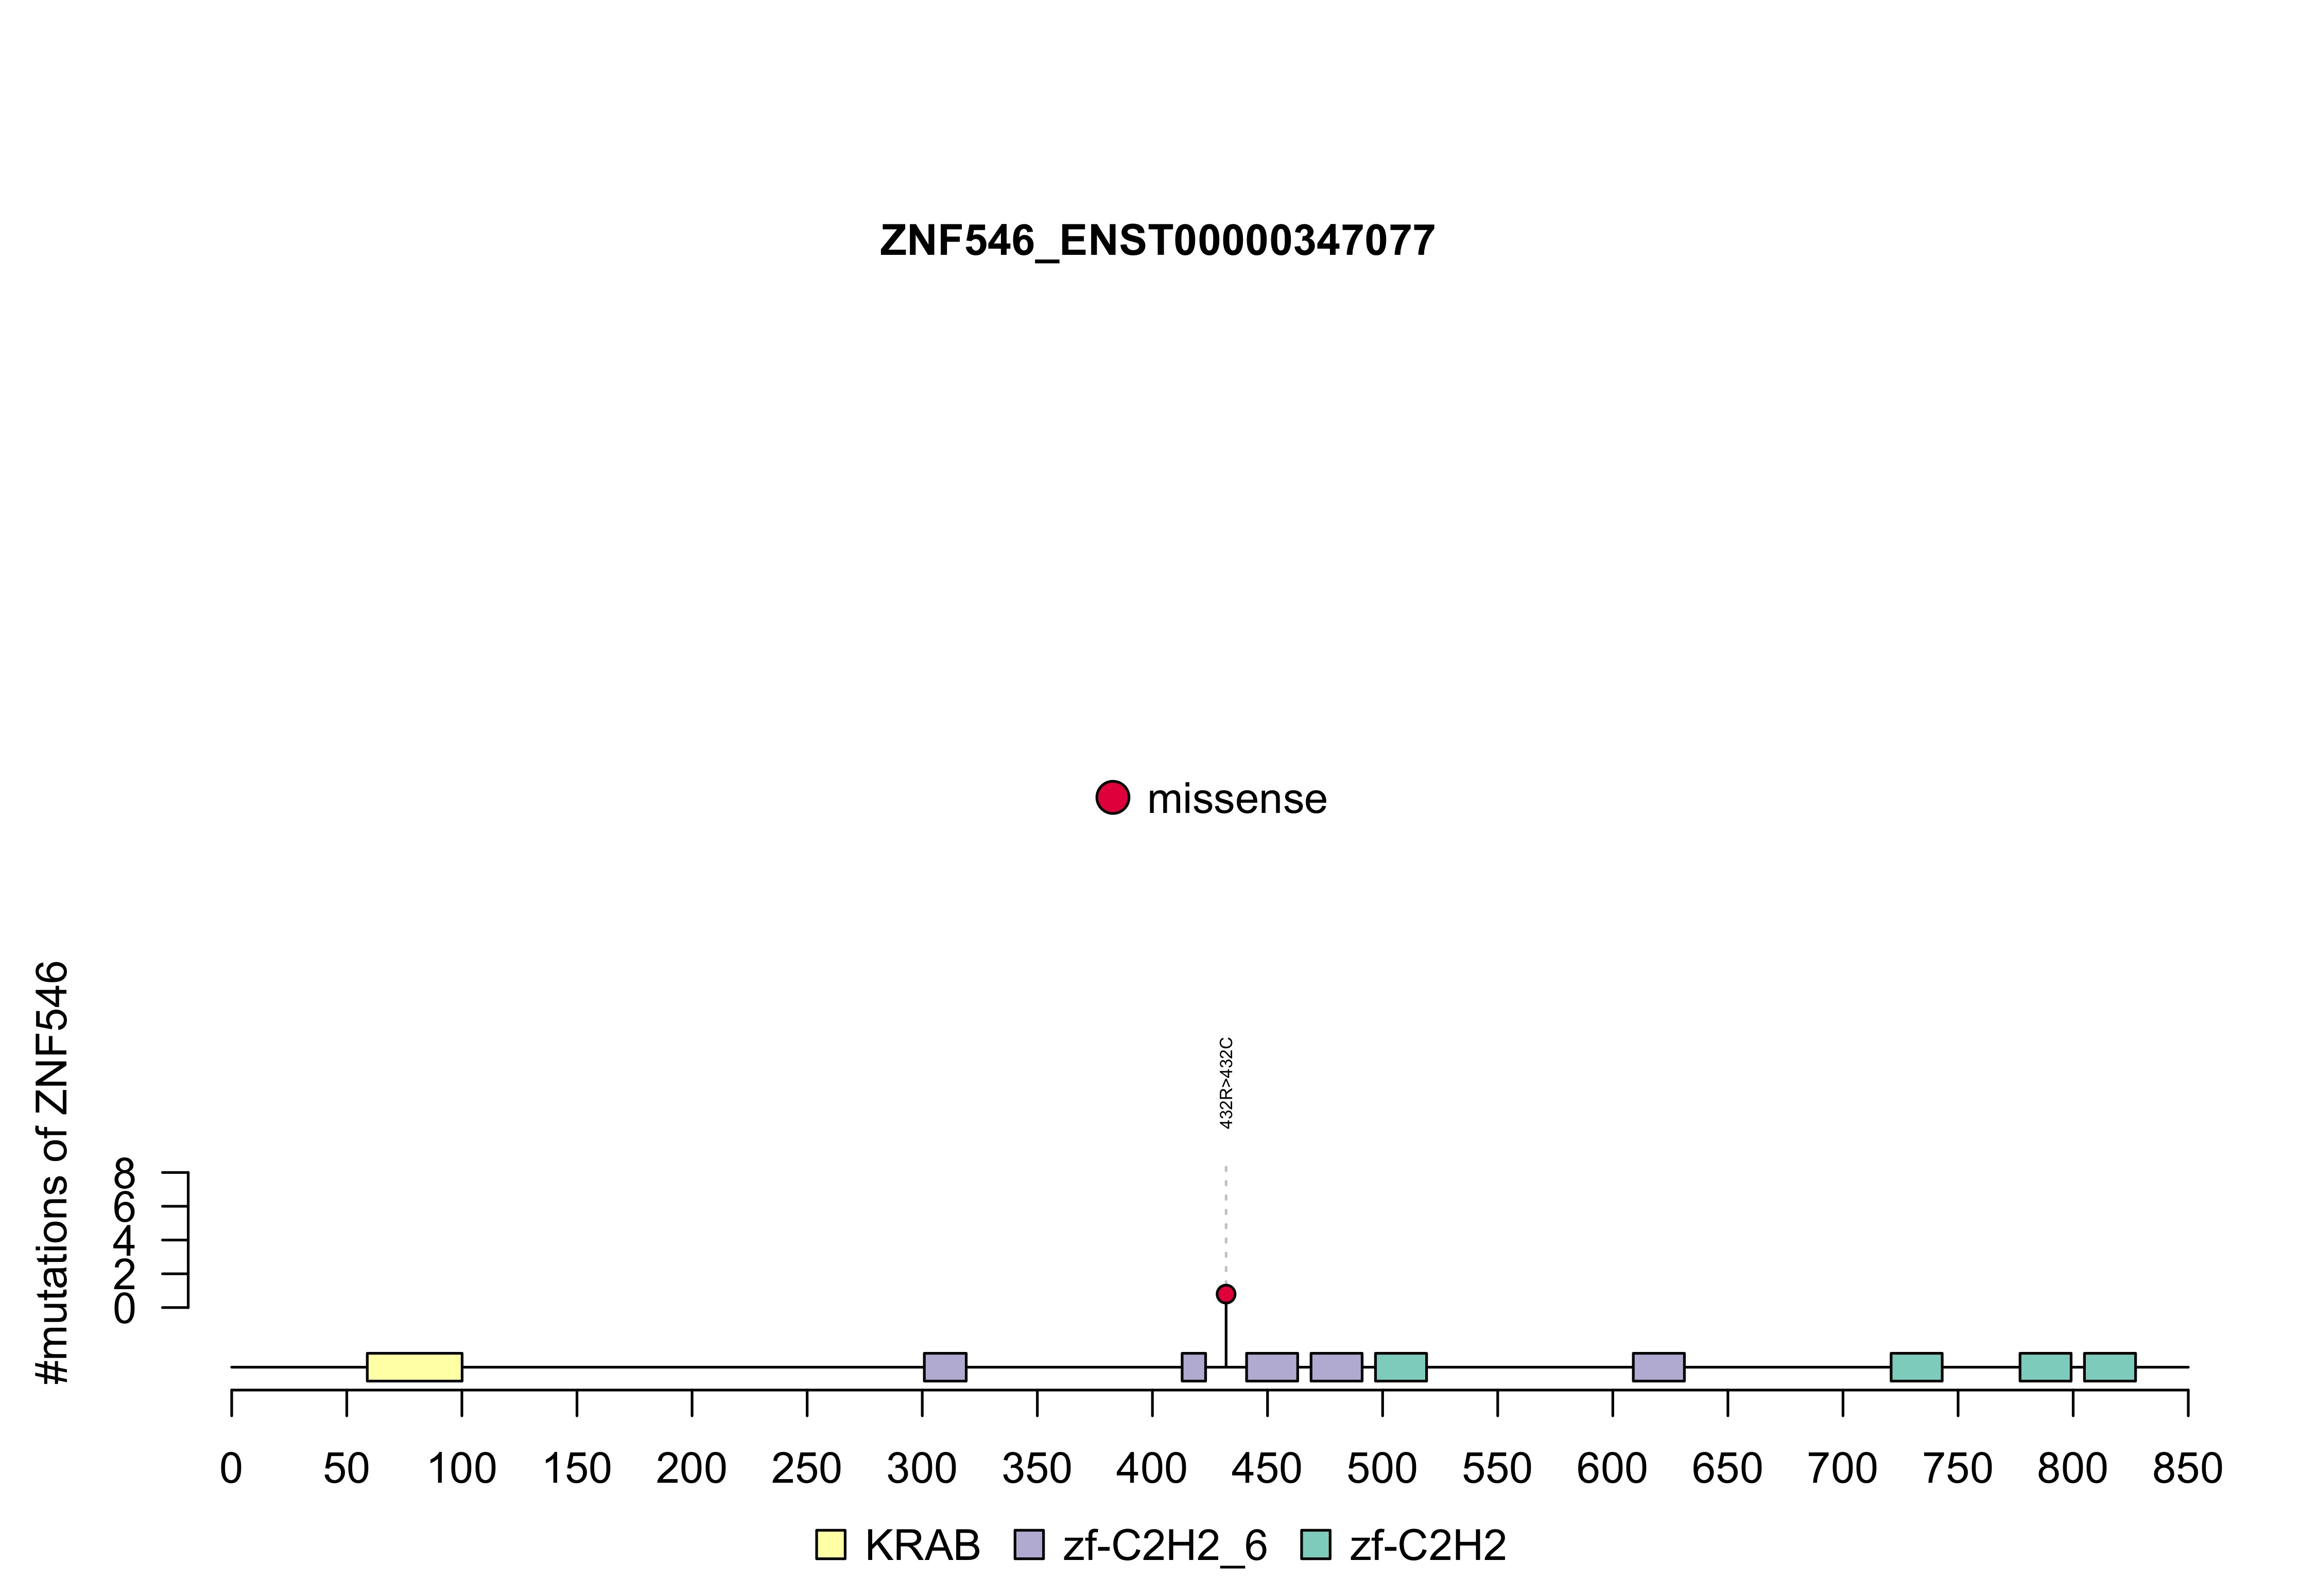 ZNF546_ENST00000347077
missense
#mutations of ZNF546
432R>432C
8
6
4
2
0
0 50 100 150 200 250 300 350 400 450 500 550 600 650 700 750 800 850
KRAB zf-C2H2_6 zf-C2H2